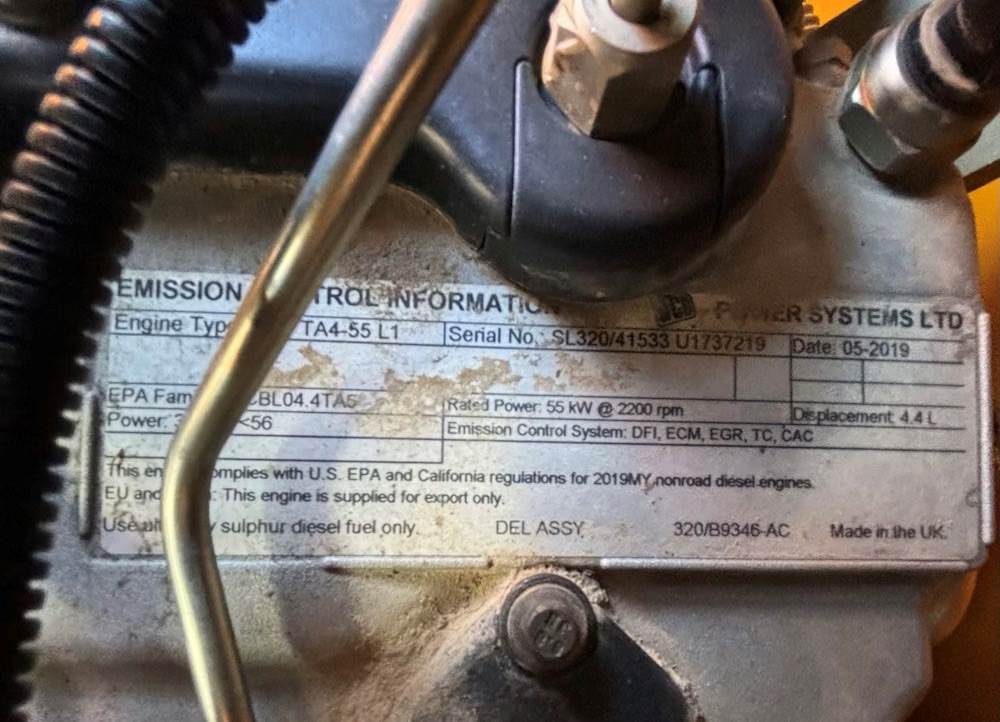 EMISSION TROL INFORMATIO JCB POWER SYSTEMS LTD
Engine Typ TA4-55 L1 Serial No.: SL320/41533 U1737219 Date: 05-2019
EPA Fam CBL04.4TA5 Rated Power: 55 kW @ 2200 rpm Displacement: 4.4 L
Power: 3 <56 Emission Control System: DFI, ECM, EGR, TC, CAC
This en omplies with U.S. EPA and California regulations for 2019MY nonroad diesel engines.
EU and : This engine is supplied for export only.
Use sulphur diesel fuel only. DEL ASSY 320/B9346-AC Made in the UK.